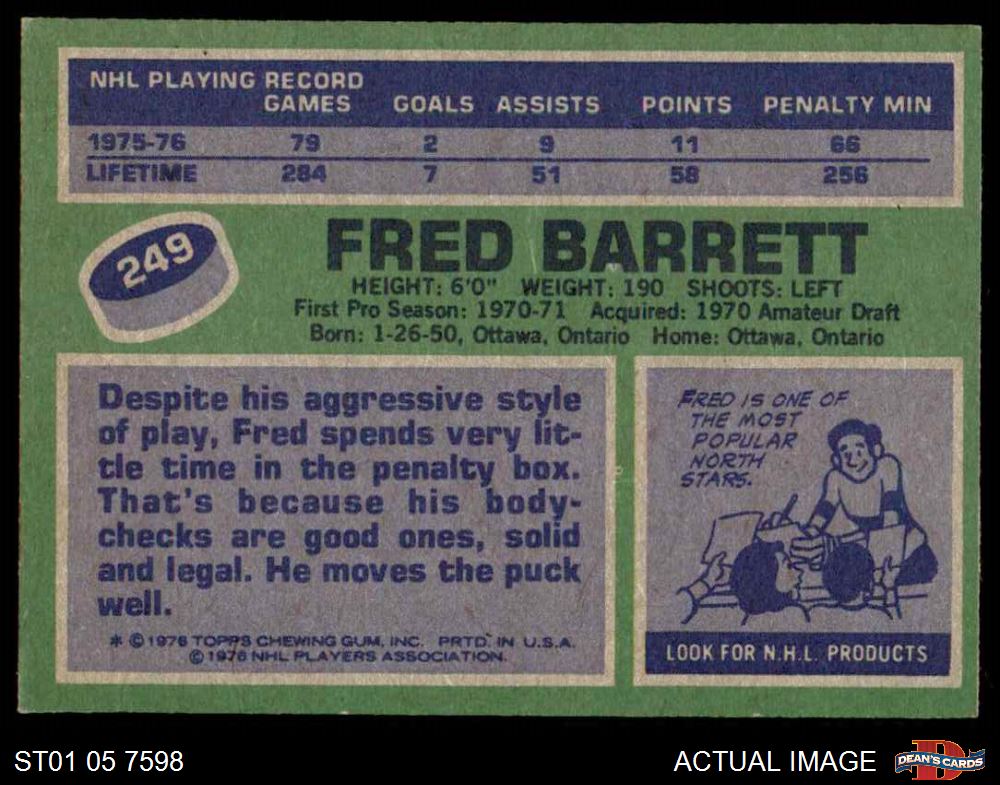 NHL PLAYING RECORD
GAMES GOALS ASSISTS POINTS PENALTY MIN
1975-76 79 2 9 11 66
LIFETIME 284 7 51 58 256
249
FRED BARRETT
HEIGHT: 6'0" WEIGHT: 190 SHOOTS: LEFT
First Pro Season: 1970-71 Acquired: 1970 Amateur Draft
Born: 1-26-50, Ottawa, Ontario Home: Ottawa, Ontario
Despite his aggressive style
of play, Fred spends very lit-
tle time in the penalty box.
That's because his body-
checks are good ones, solid
and legal. He moves the puck
well.
* © 1976 TOPPS CHEWING GUM, INC. PRTD. IN U.S.A.
© 1976 NHL PLAYERS ASSOCIATION.
FRED IS ONE OF
THE MOST
POPULAR
NORTH
STARS.
LOOK FOR N.H.L. PRODUCTS
ST01 05 7598
ACTUAL IMAGE
D
DEAN'S CARDS